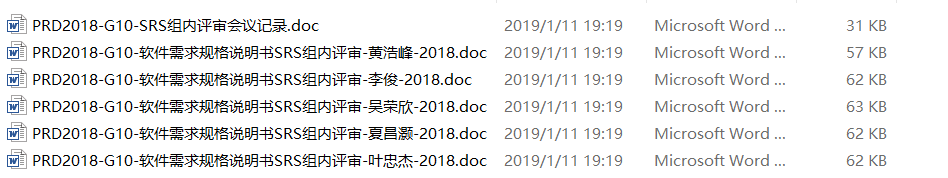 PRD2018-G10-SRS组内评审会议记录.doc 2019/1/11 19:19 Microsoft Word ... 31 KB
PRD2018-G10-软件需求规格说明书SRS组内评审-黄浩峰-2018.doc 2019/1/11 19:19 Microsoft Word ... 57 KB
PRD2018-G10-软件需求规格说明书SRS组内评审-李俊-2018.doc 2019/1/11 19:19 Microsoft Word ... 62 KB
PRD2018-G10-软件需求规格说明书SRS组内评审-吴荣欣-2018.doc 2019/1/11 19:19 Microsoft Word ... 63 KB
PRD2018-G10-软件需求规格说明书SRS组内评审-夏昌灏-2018.doc 2019/1/11 19:19 Microsoft Word ... 62 KB
PRD2018-G10-软件需求规格说明书SRS组内评审-叶忠杰-2018.doc 2019/1/11 19:19 Microsoft Word ... 62 KB